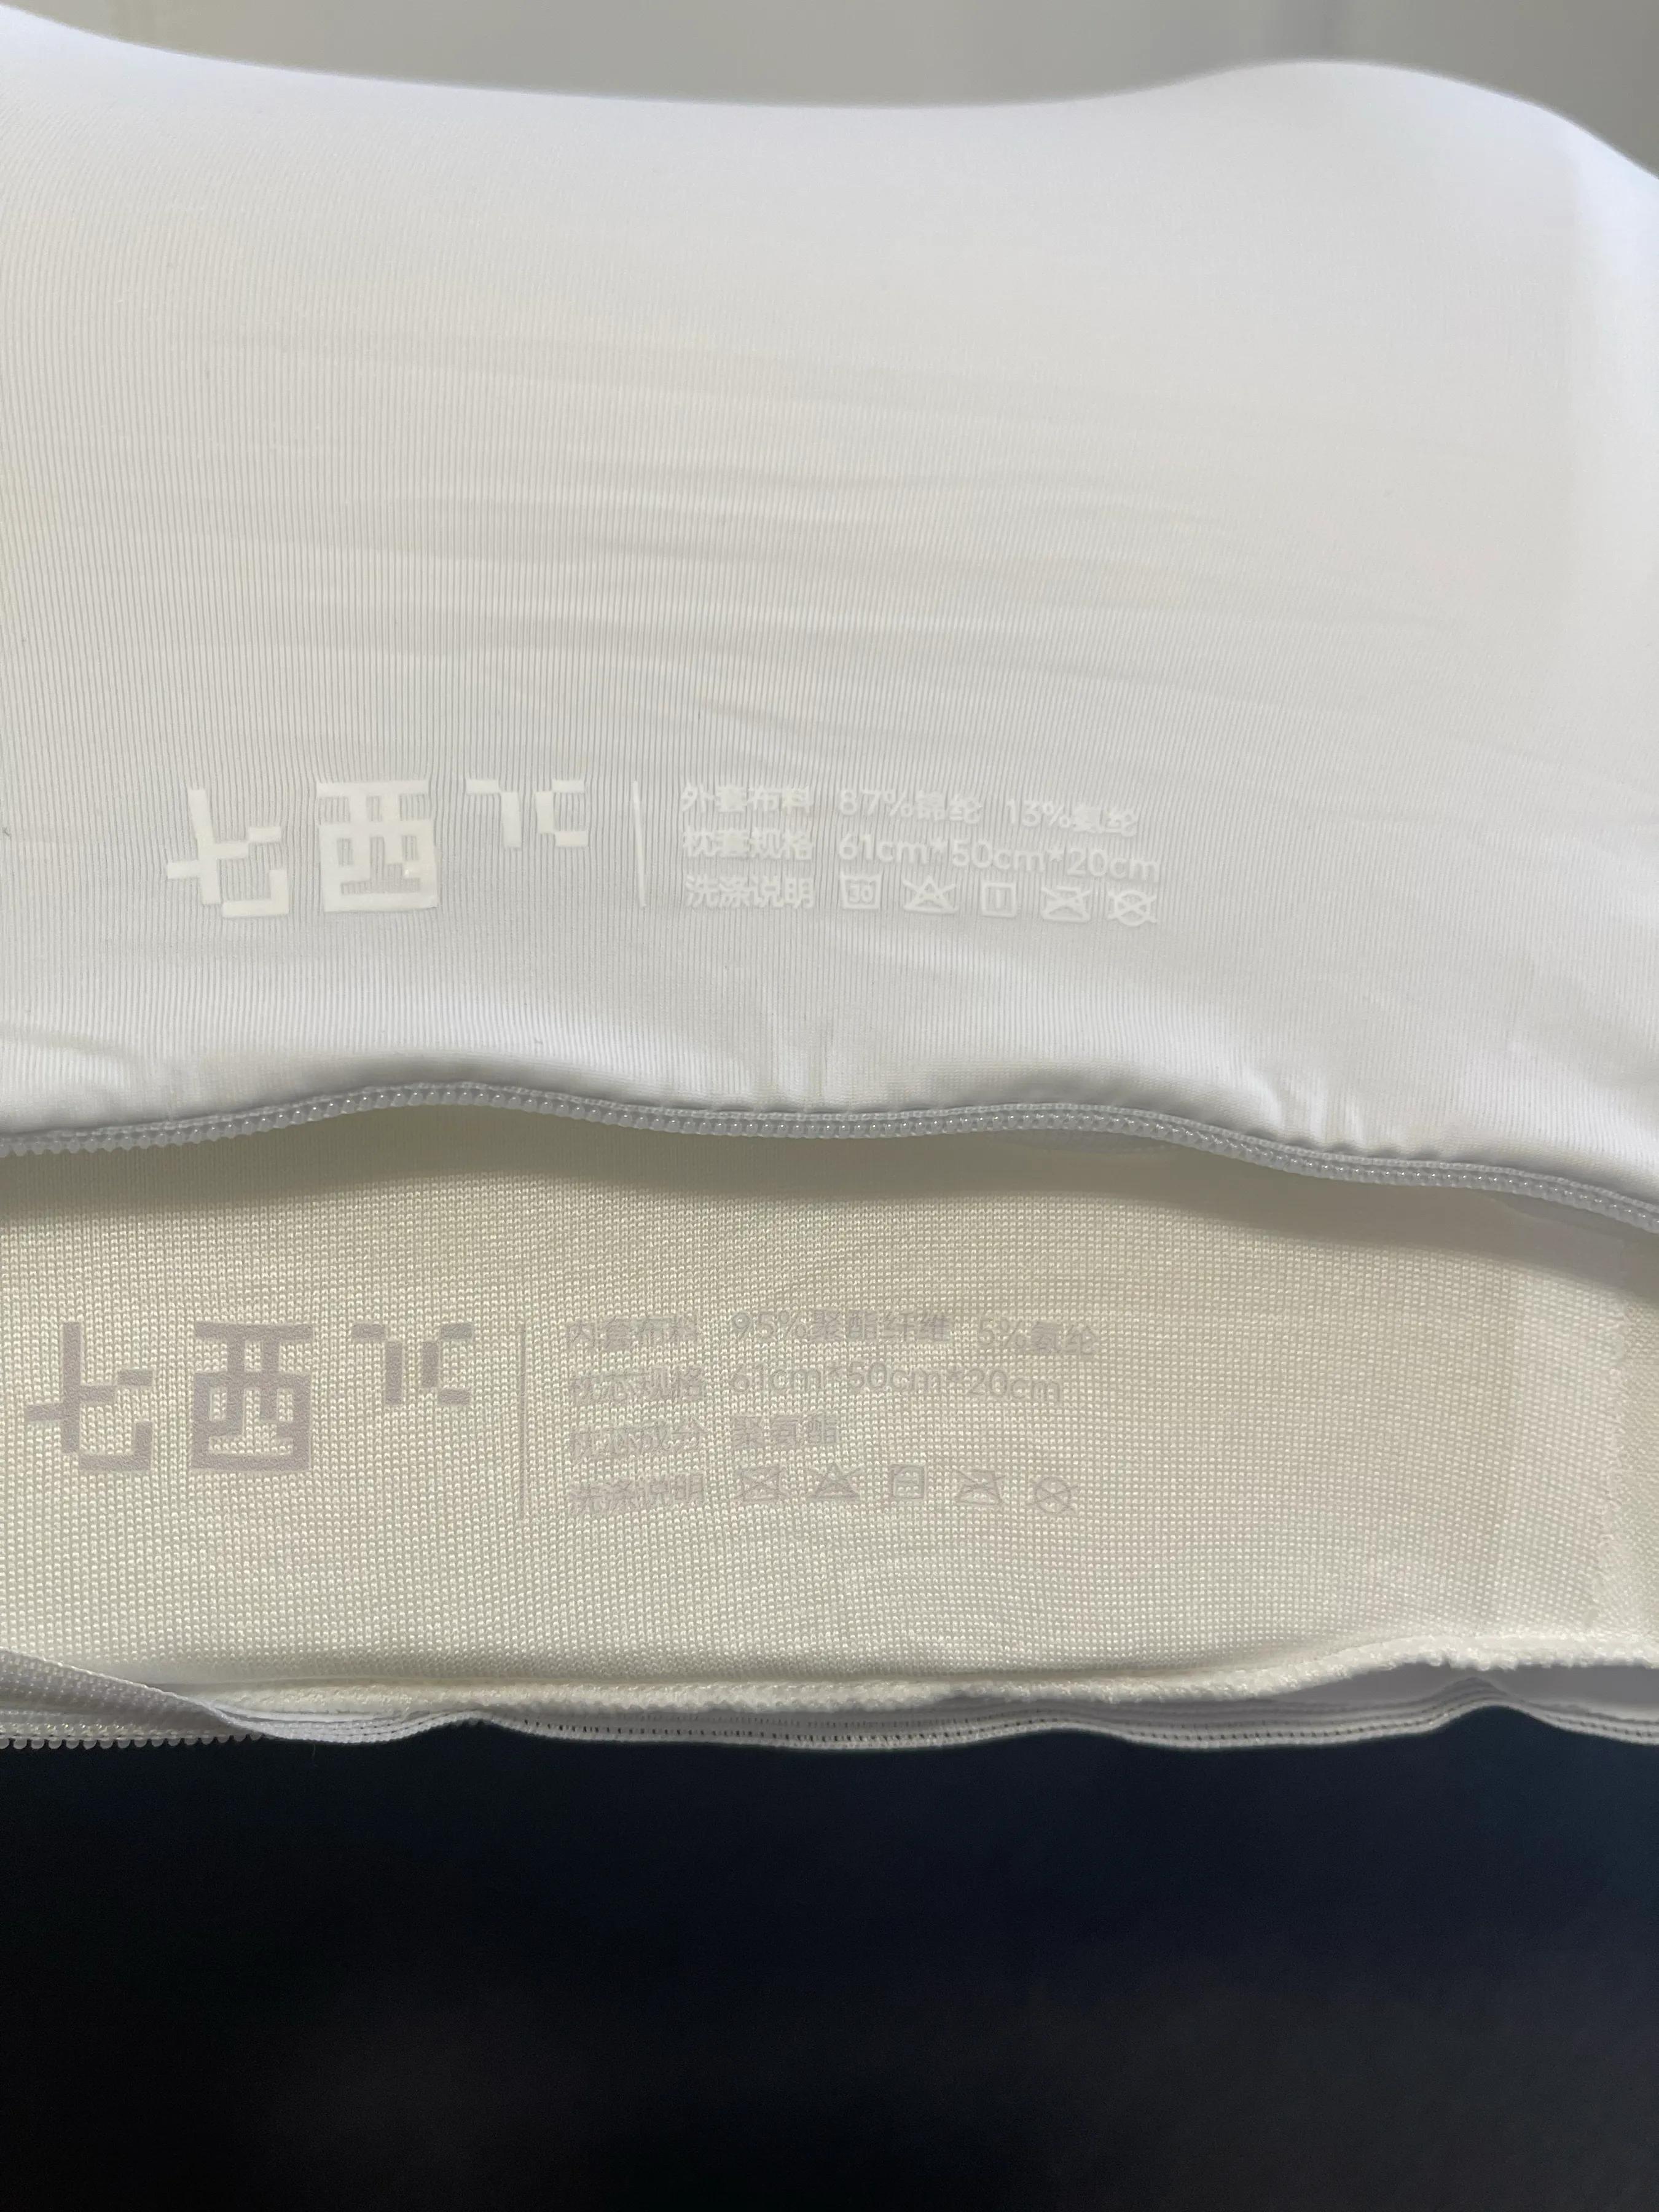 七西
外套布料 87%锦纶 13%氨纶
枕套规格 61cm*50cm*20cm
洗涤说明 30
七西
内套布料 95%聚酯纤维 5%氨纶
枕芯规格 61cm*50cm*20cm
枕芯成分 聚氨酯
洗涤说明